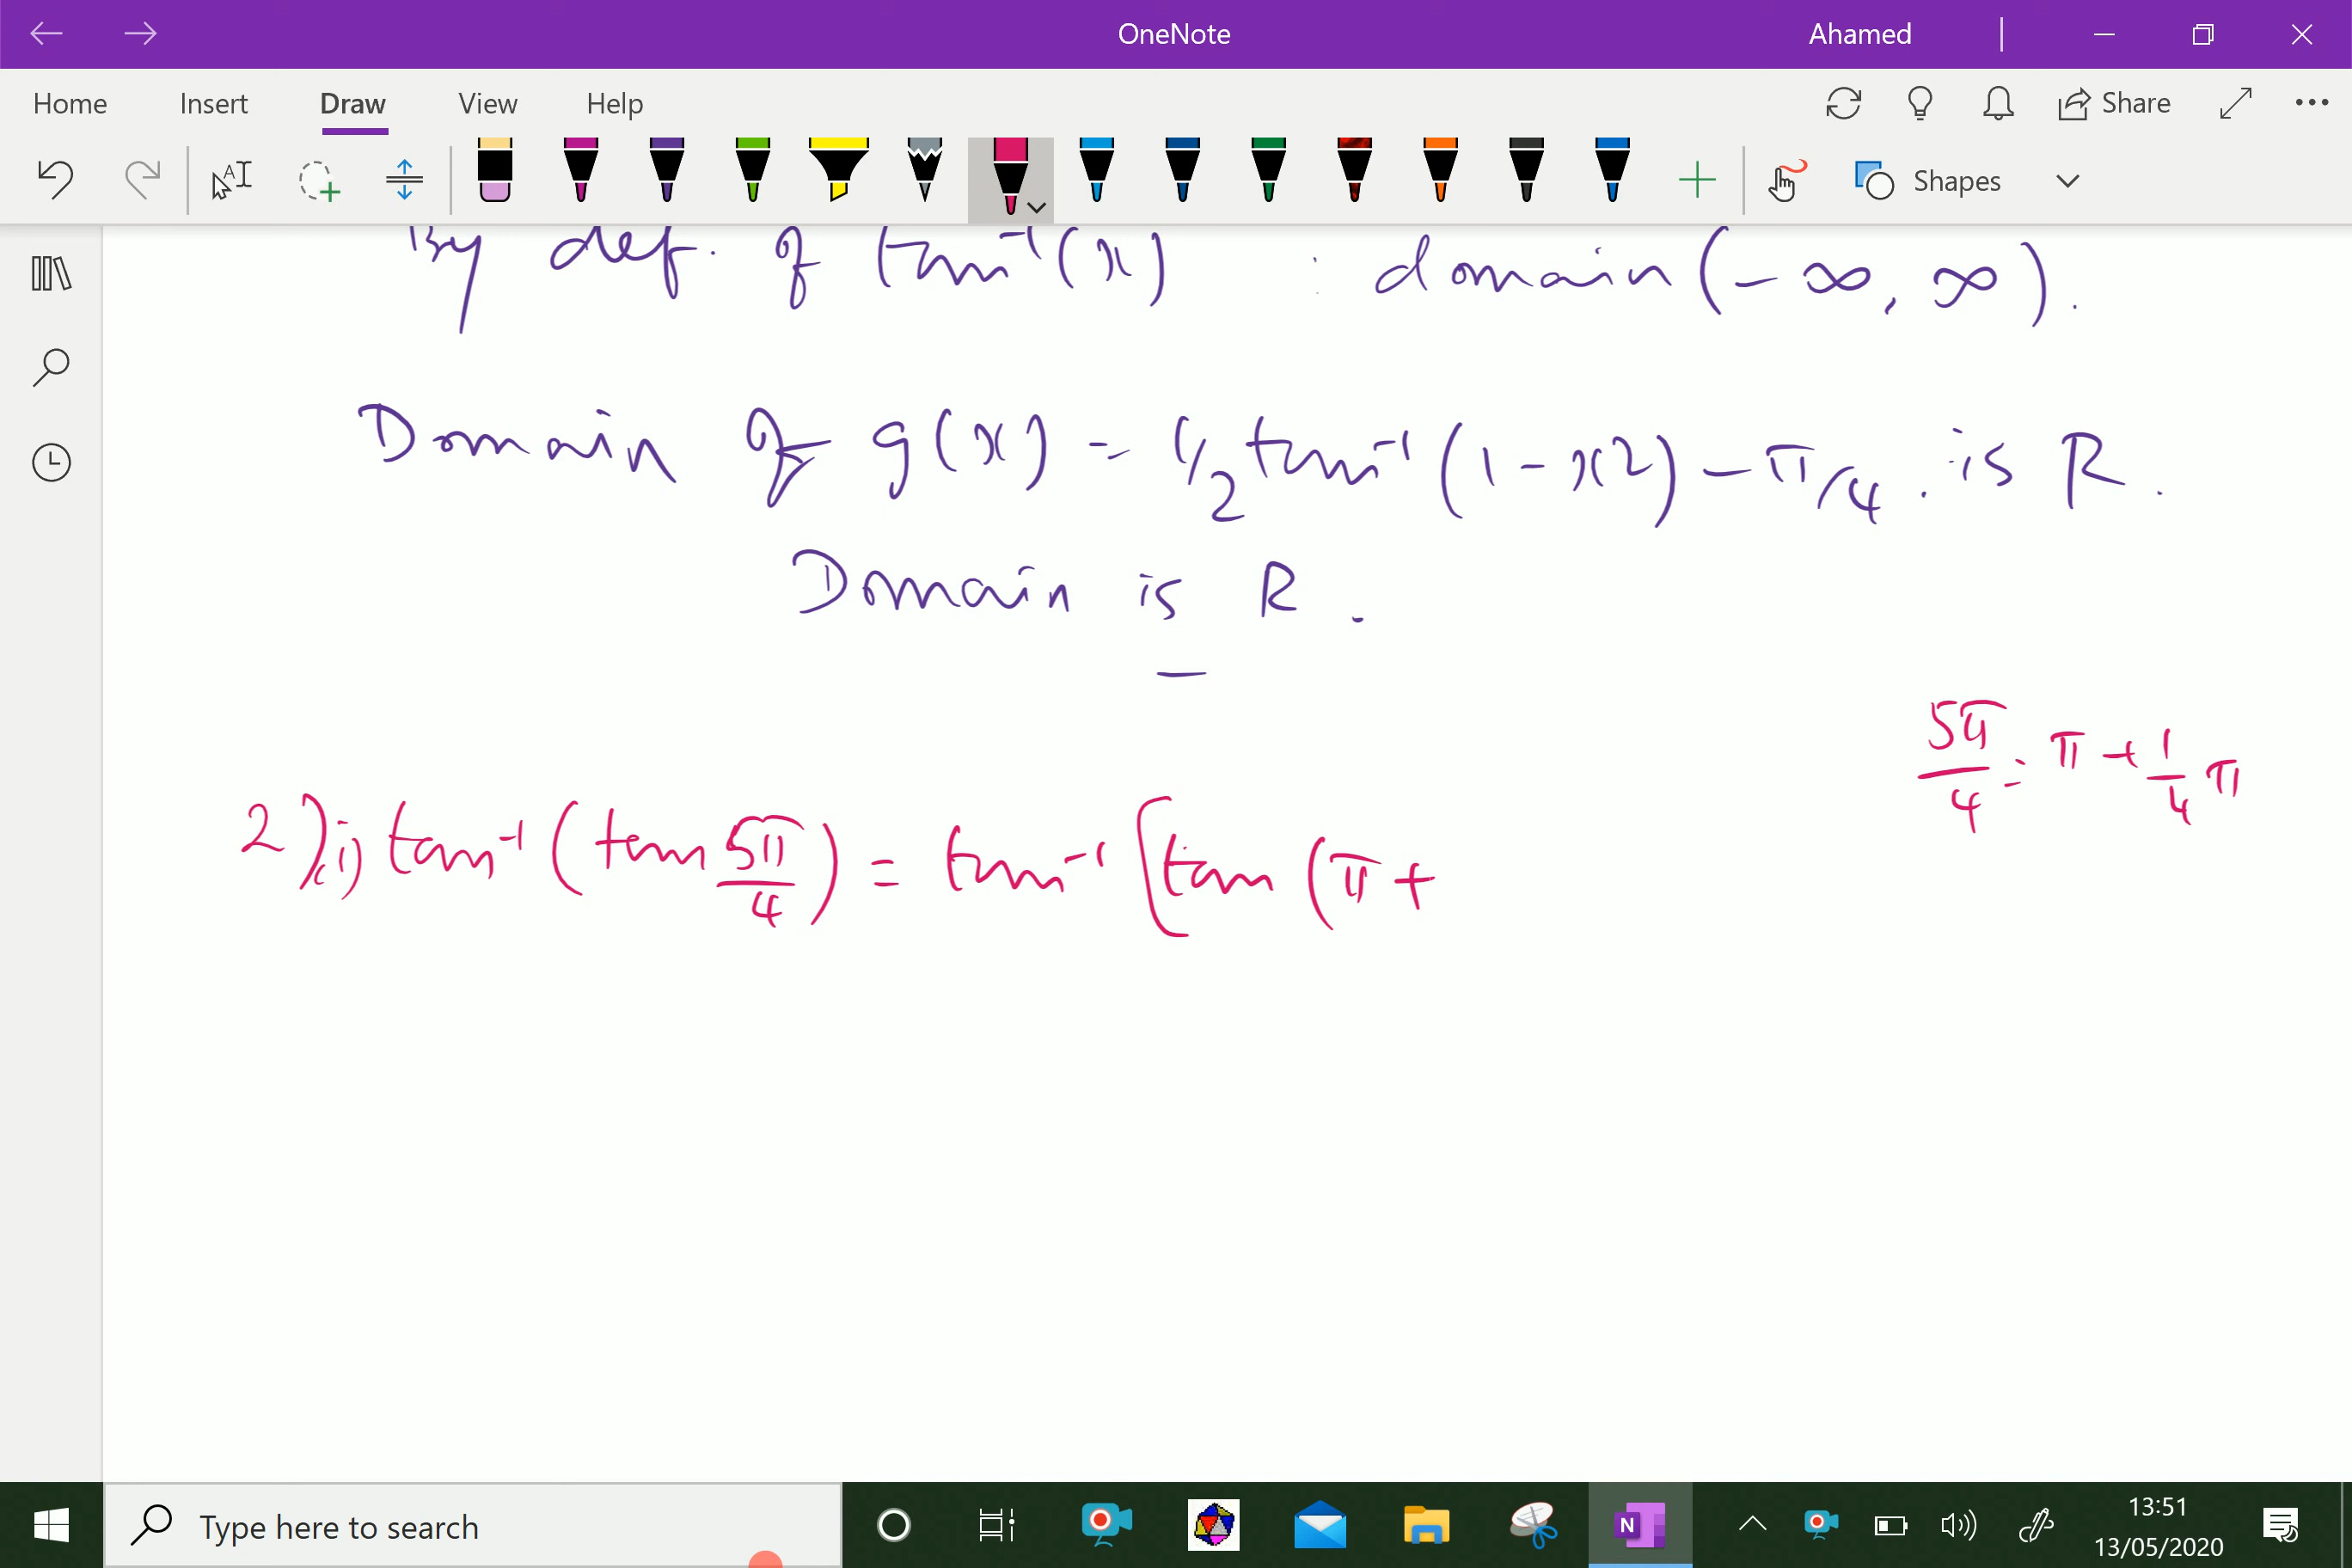 OneNote
Ahamed
Home Insert Draw View Help
Share
Shapes
By def. of tan⁻¹(x) : domain (-∞, ∞).
Domain of g(x) = 1/2 tan⁻¹(1-x2) - π/4 . is R.
Domain is R.
5π/4 = π + 1/4 π
2) (i) tan⁻¹(tan 5π/4) = tan⁻¹[tan (π +
Type here to search
13:51
13/05/2020